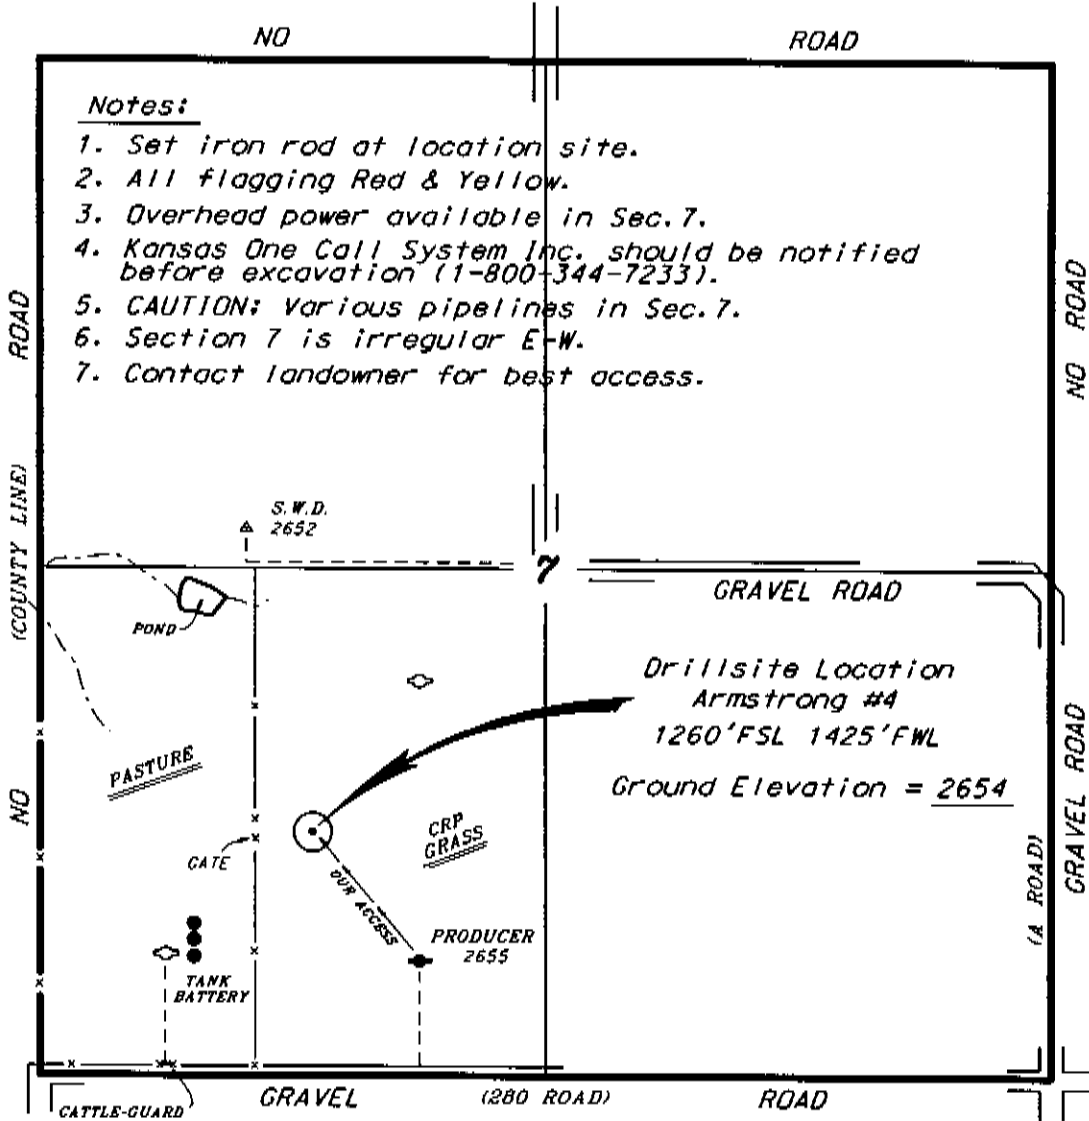 NO ROAD
Notes:
1. Set iron rod at location site.
2. All flagging Red & Yellow.
3. Overhead power available in Sec.7.
4. Kansas One Call System Inc. should be notified
before excavation (1-800-344-7233).
5. CAUTION: Various pipelines in Sec.7.
6. Section 7 is irregular E-W.
7. Contact landowner for best access.
NO (COUNTY LINE) ROAD
NO ROAD
S.W.D.
2652
7
GRAVEL ROAD
POND
Drillsite Location
Armstrong #4
1260'FSL 1425'FWL
Ground Elevation = 2654
PASTURE
CRP
GRASS
GATE
OUR ACCESS
PRODUCER
2655
TANK
BATTERY
(A ROAD)
GRAVEL ROAD
CATTLE-GUARD
GRAVEL (280 ROAD) ROAD